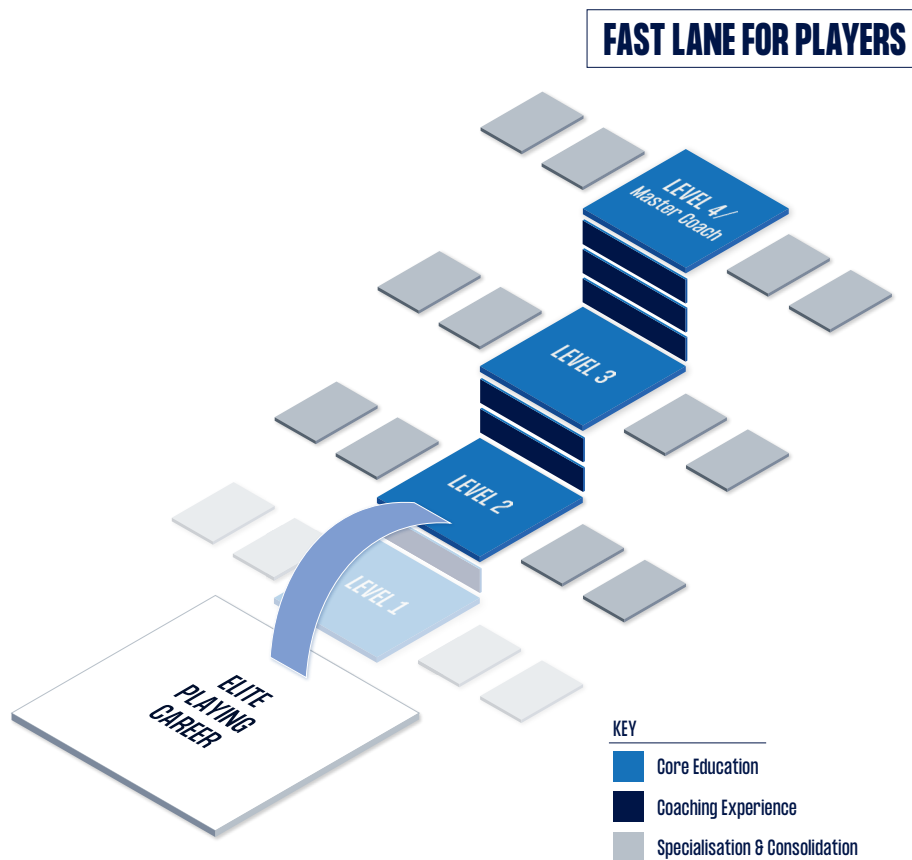 FAST LANE FOR PLAYERS
LEVEL 4/
Master Coach
LEVEL 3
LEVEL 2
LEVEL 1
ELITE
PLAYING
CAREER
KEY
Core Education
Coaching Experience
Specialisation & Consolidation